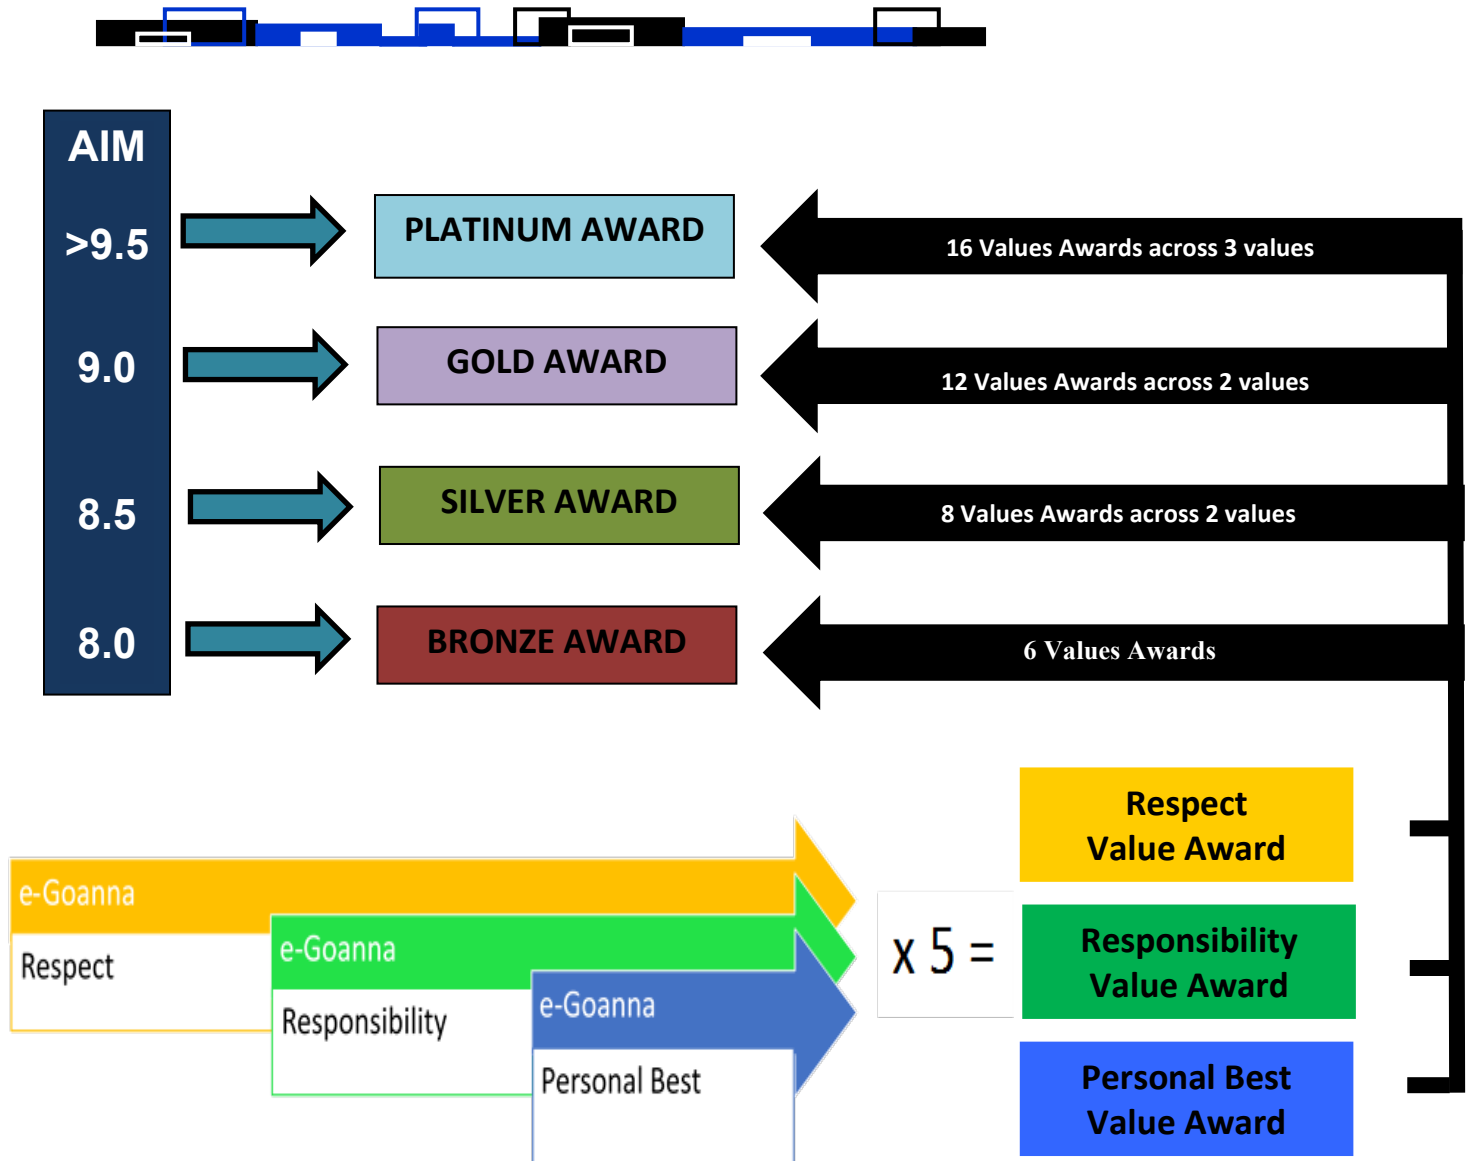 AIM
>9.5
PLATINUM AWARD
16 Values Awards across 3 values
9.0
GOLD AWARD
12 Values Awards across 2 values
8.5
SILVER AWARD
8 Values Awards across 2 values
8.0
BRONZE AWARD
6 Values Awards
e-Goanna
Respect
e-Goanna
Responsibility
e-Goanna
Personal Best
x 5 =
Respect
Value Award
Responsibility
Value Award
Personal Best
Value Award